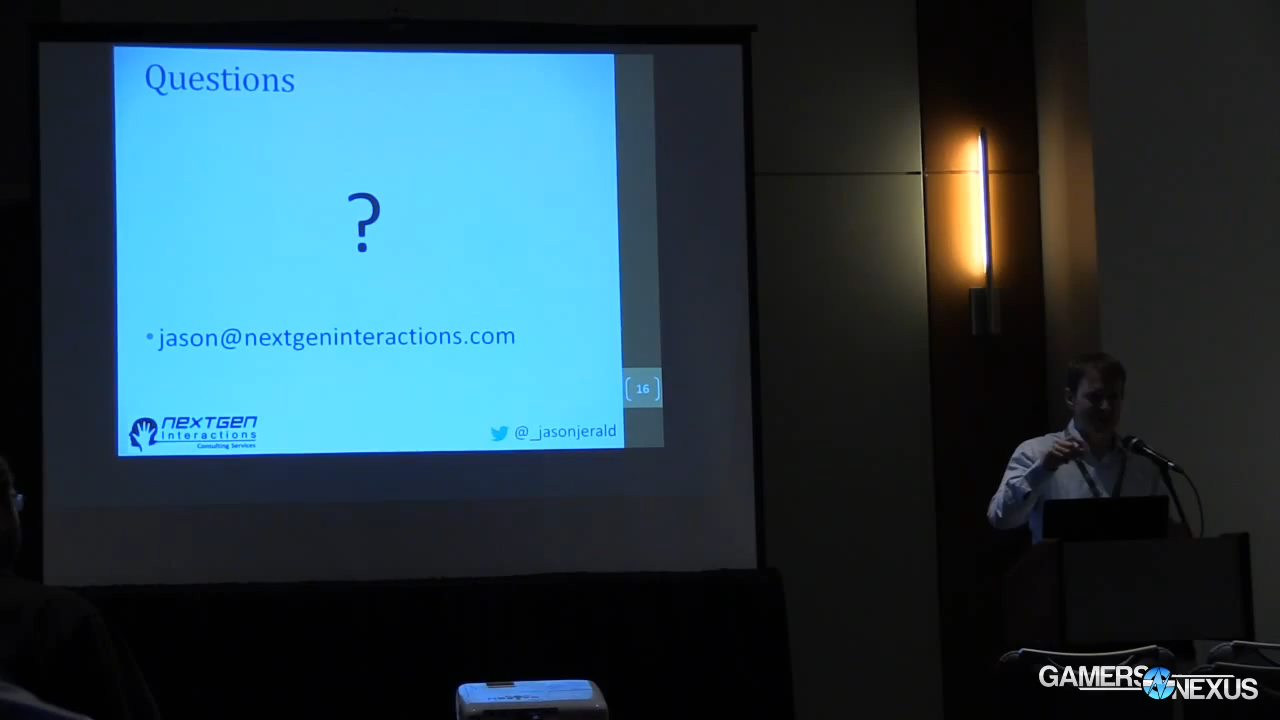 Questions
?
• jason@nextgeninteractions.com
16
NEXTGEN
Interactions
Consulting Services
@_jasonjerald
GAMERS NEXUS